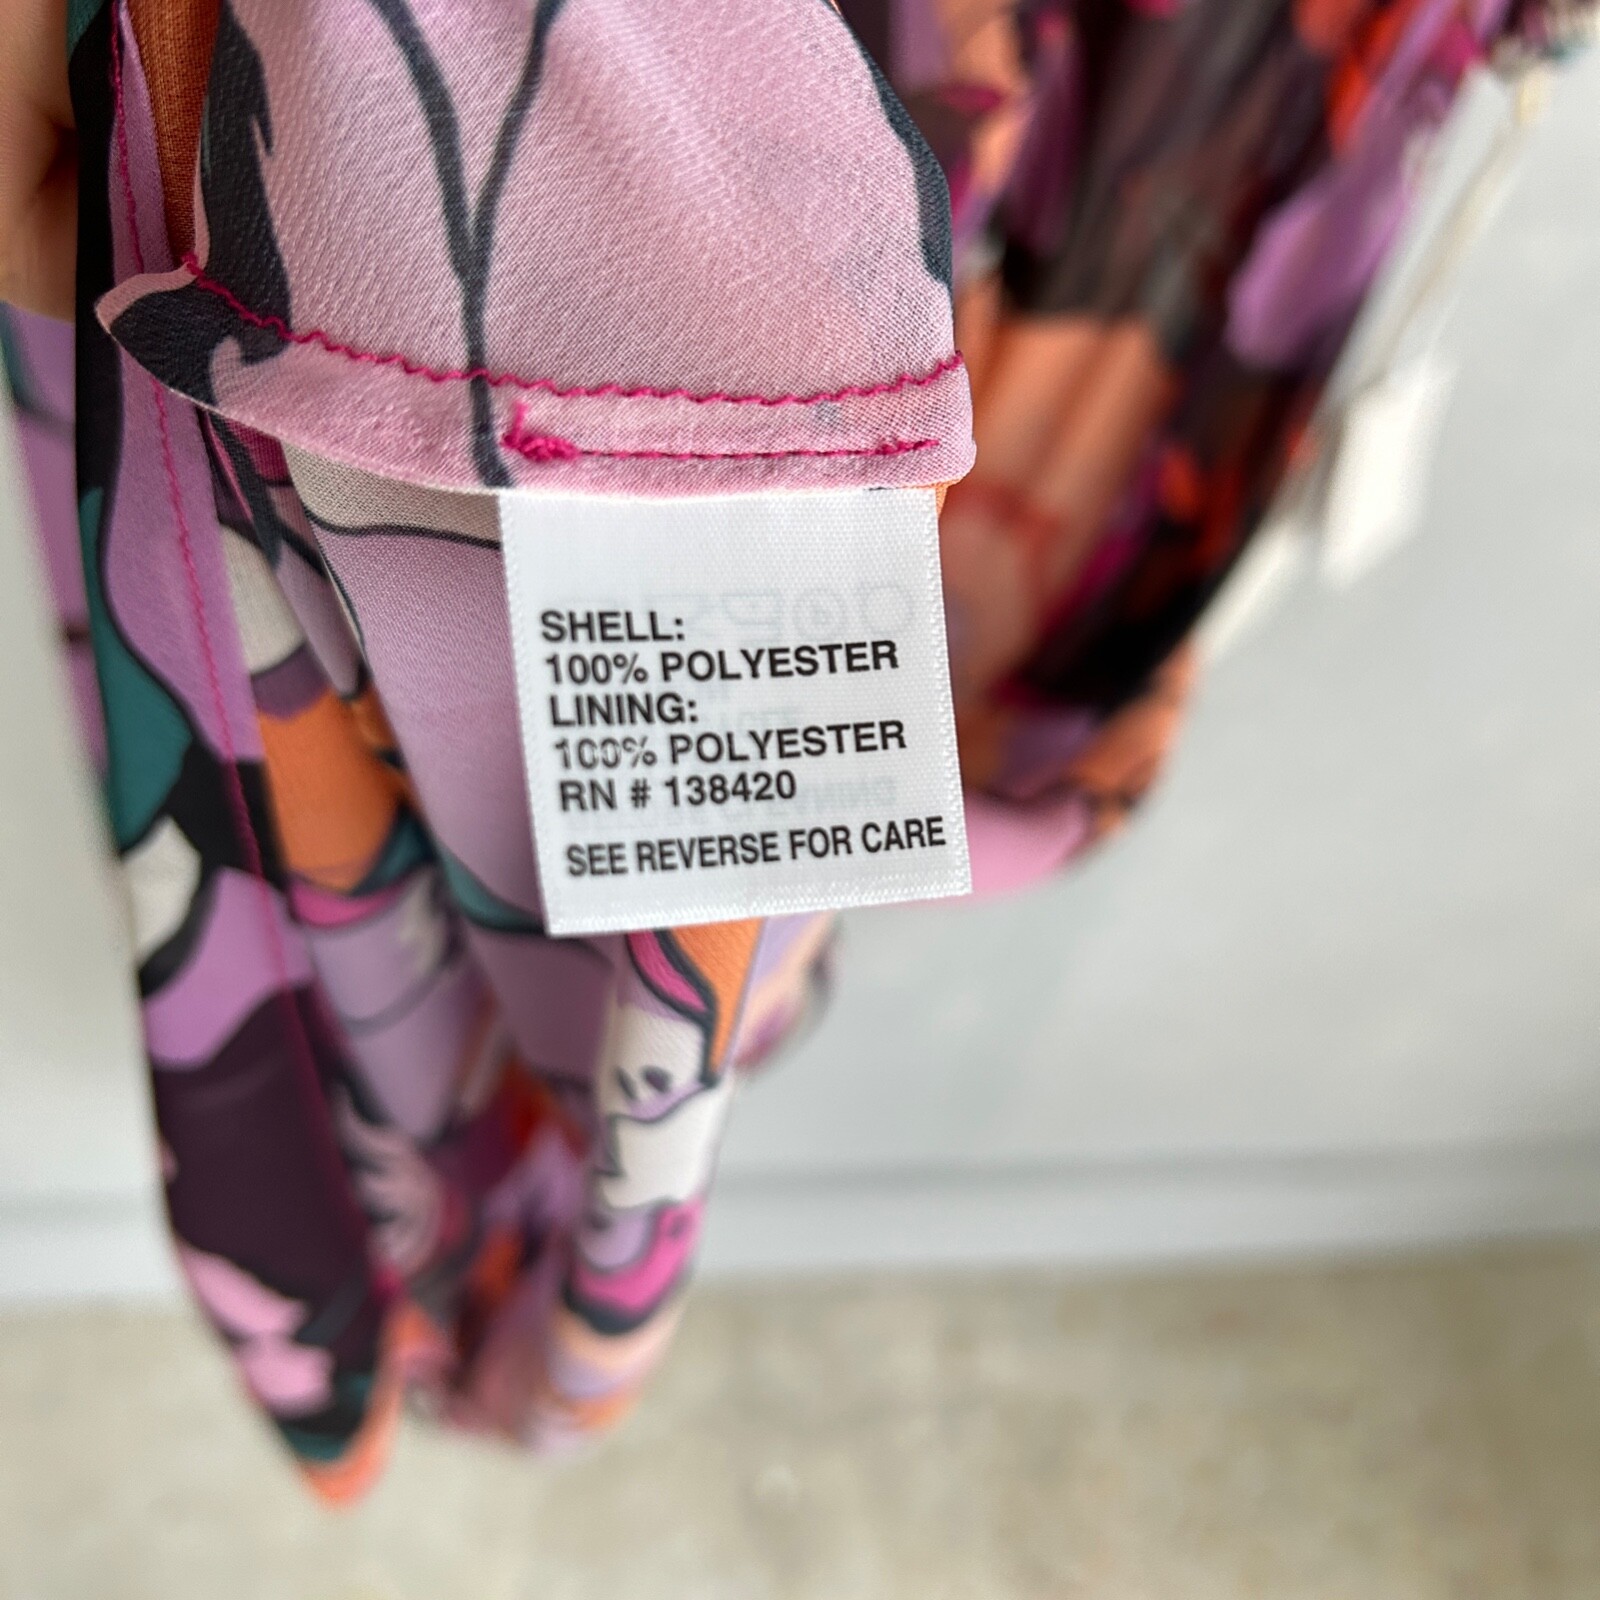 SHELL:
100% POLYESTER
LINING:
100% POLYESTER
RN # 138420
SEE REVERSE FOR CARE